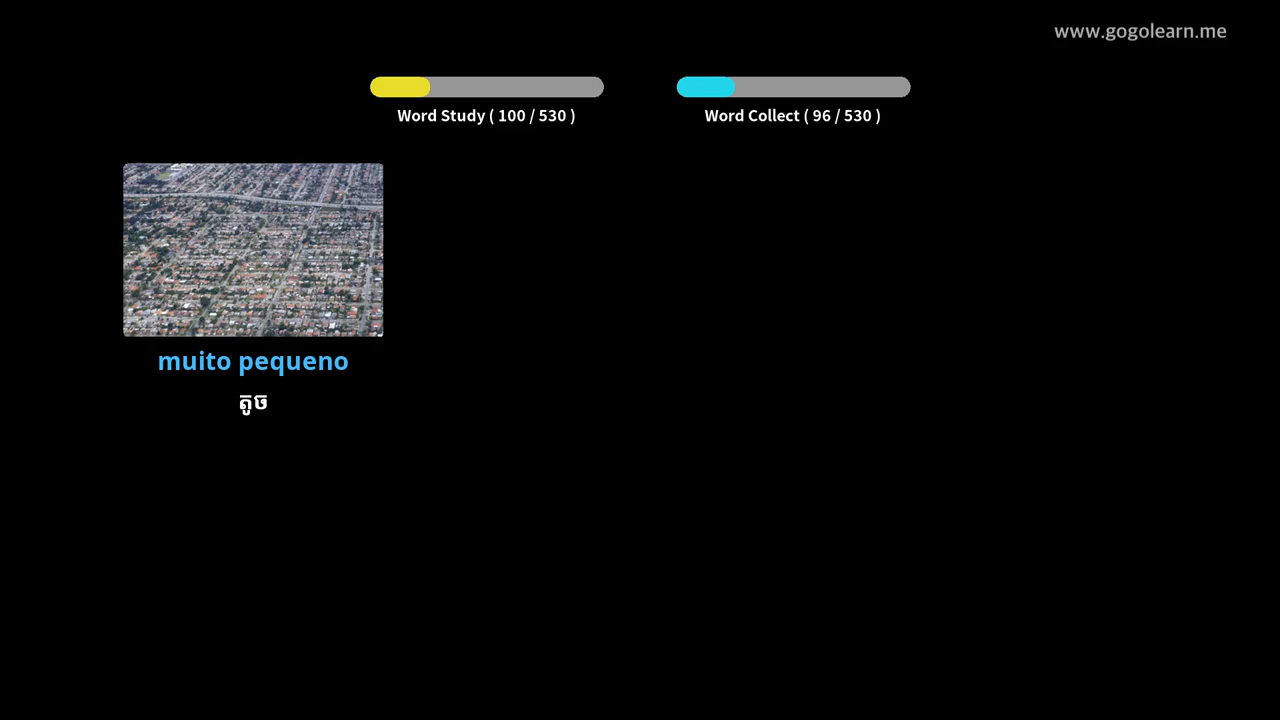 www.gogolearn.me
Word Study ( 100 / 530 )
Word Collect ( 96 / 530 )
muito pequeno
តូច